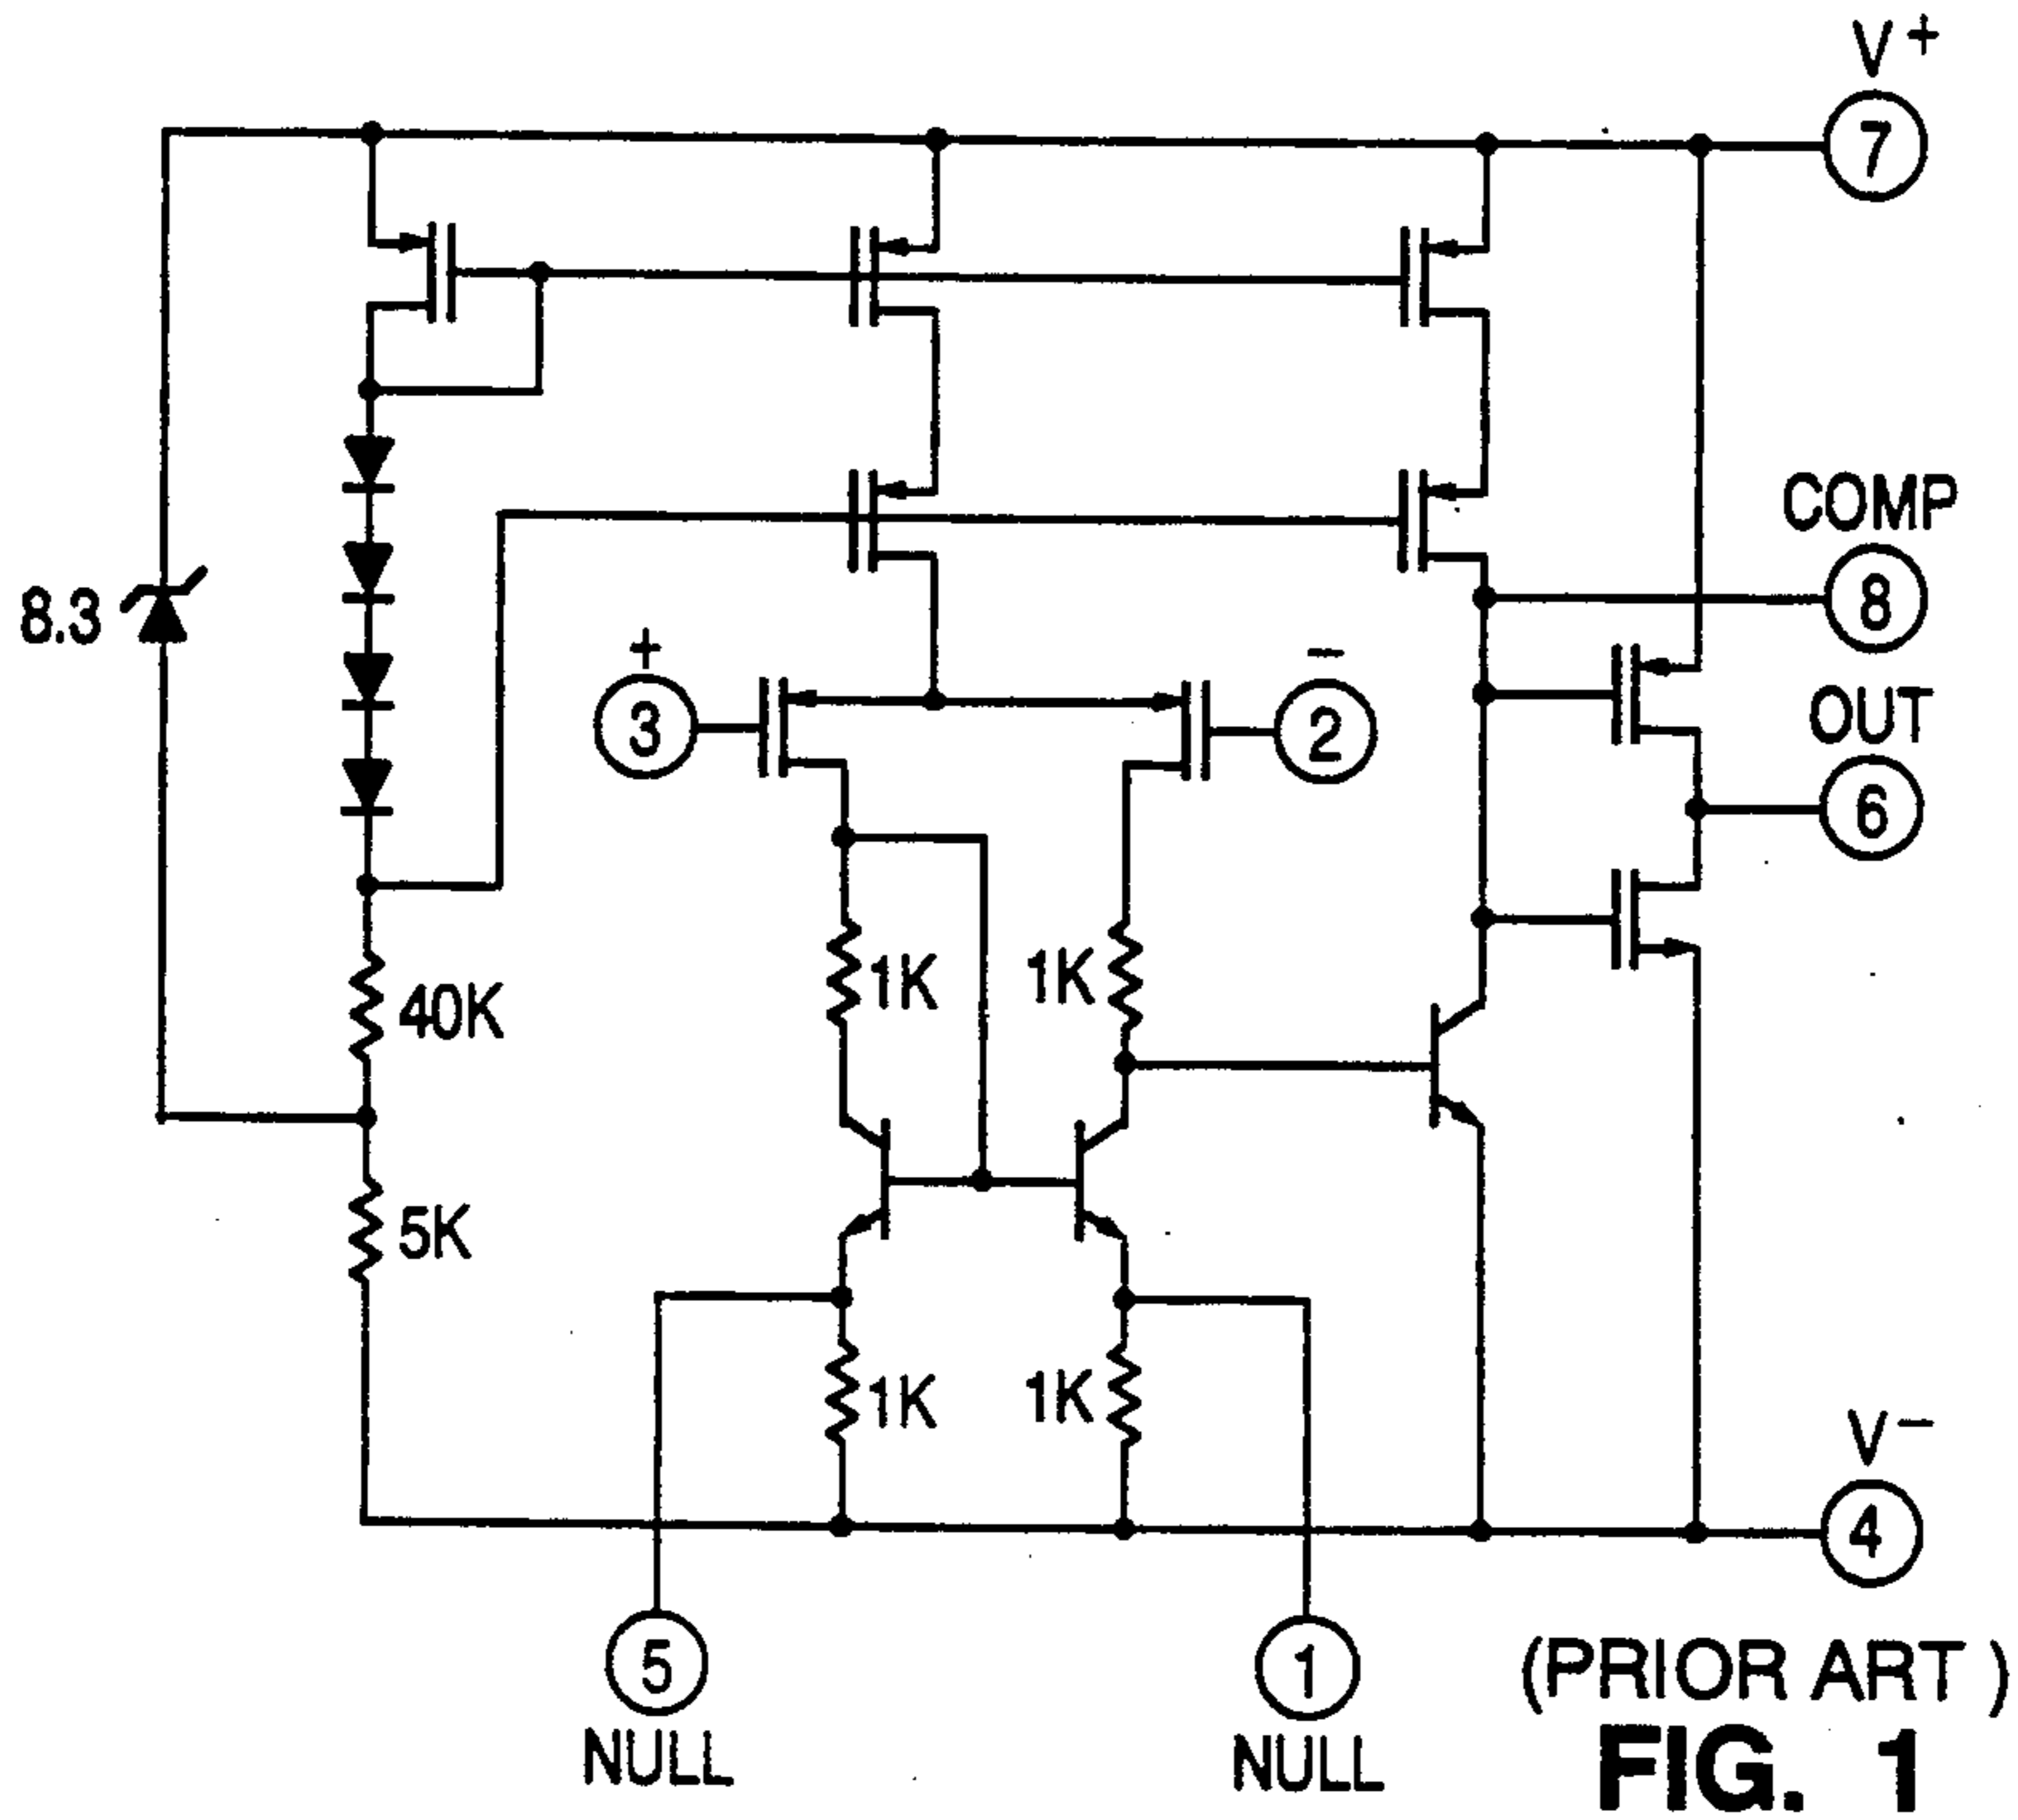 V+
7
COMP
8
8.3
+
3
−
2
OUT
6
1K
1K
40K
5K
1K
1K
V−
4
5
NULL
1
NULL
(PRIOR ART )
FIG. 1